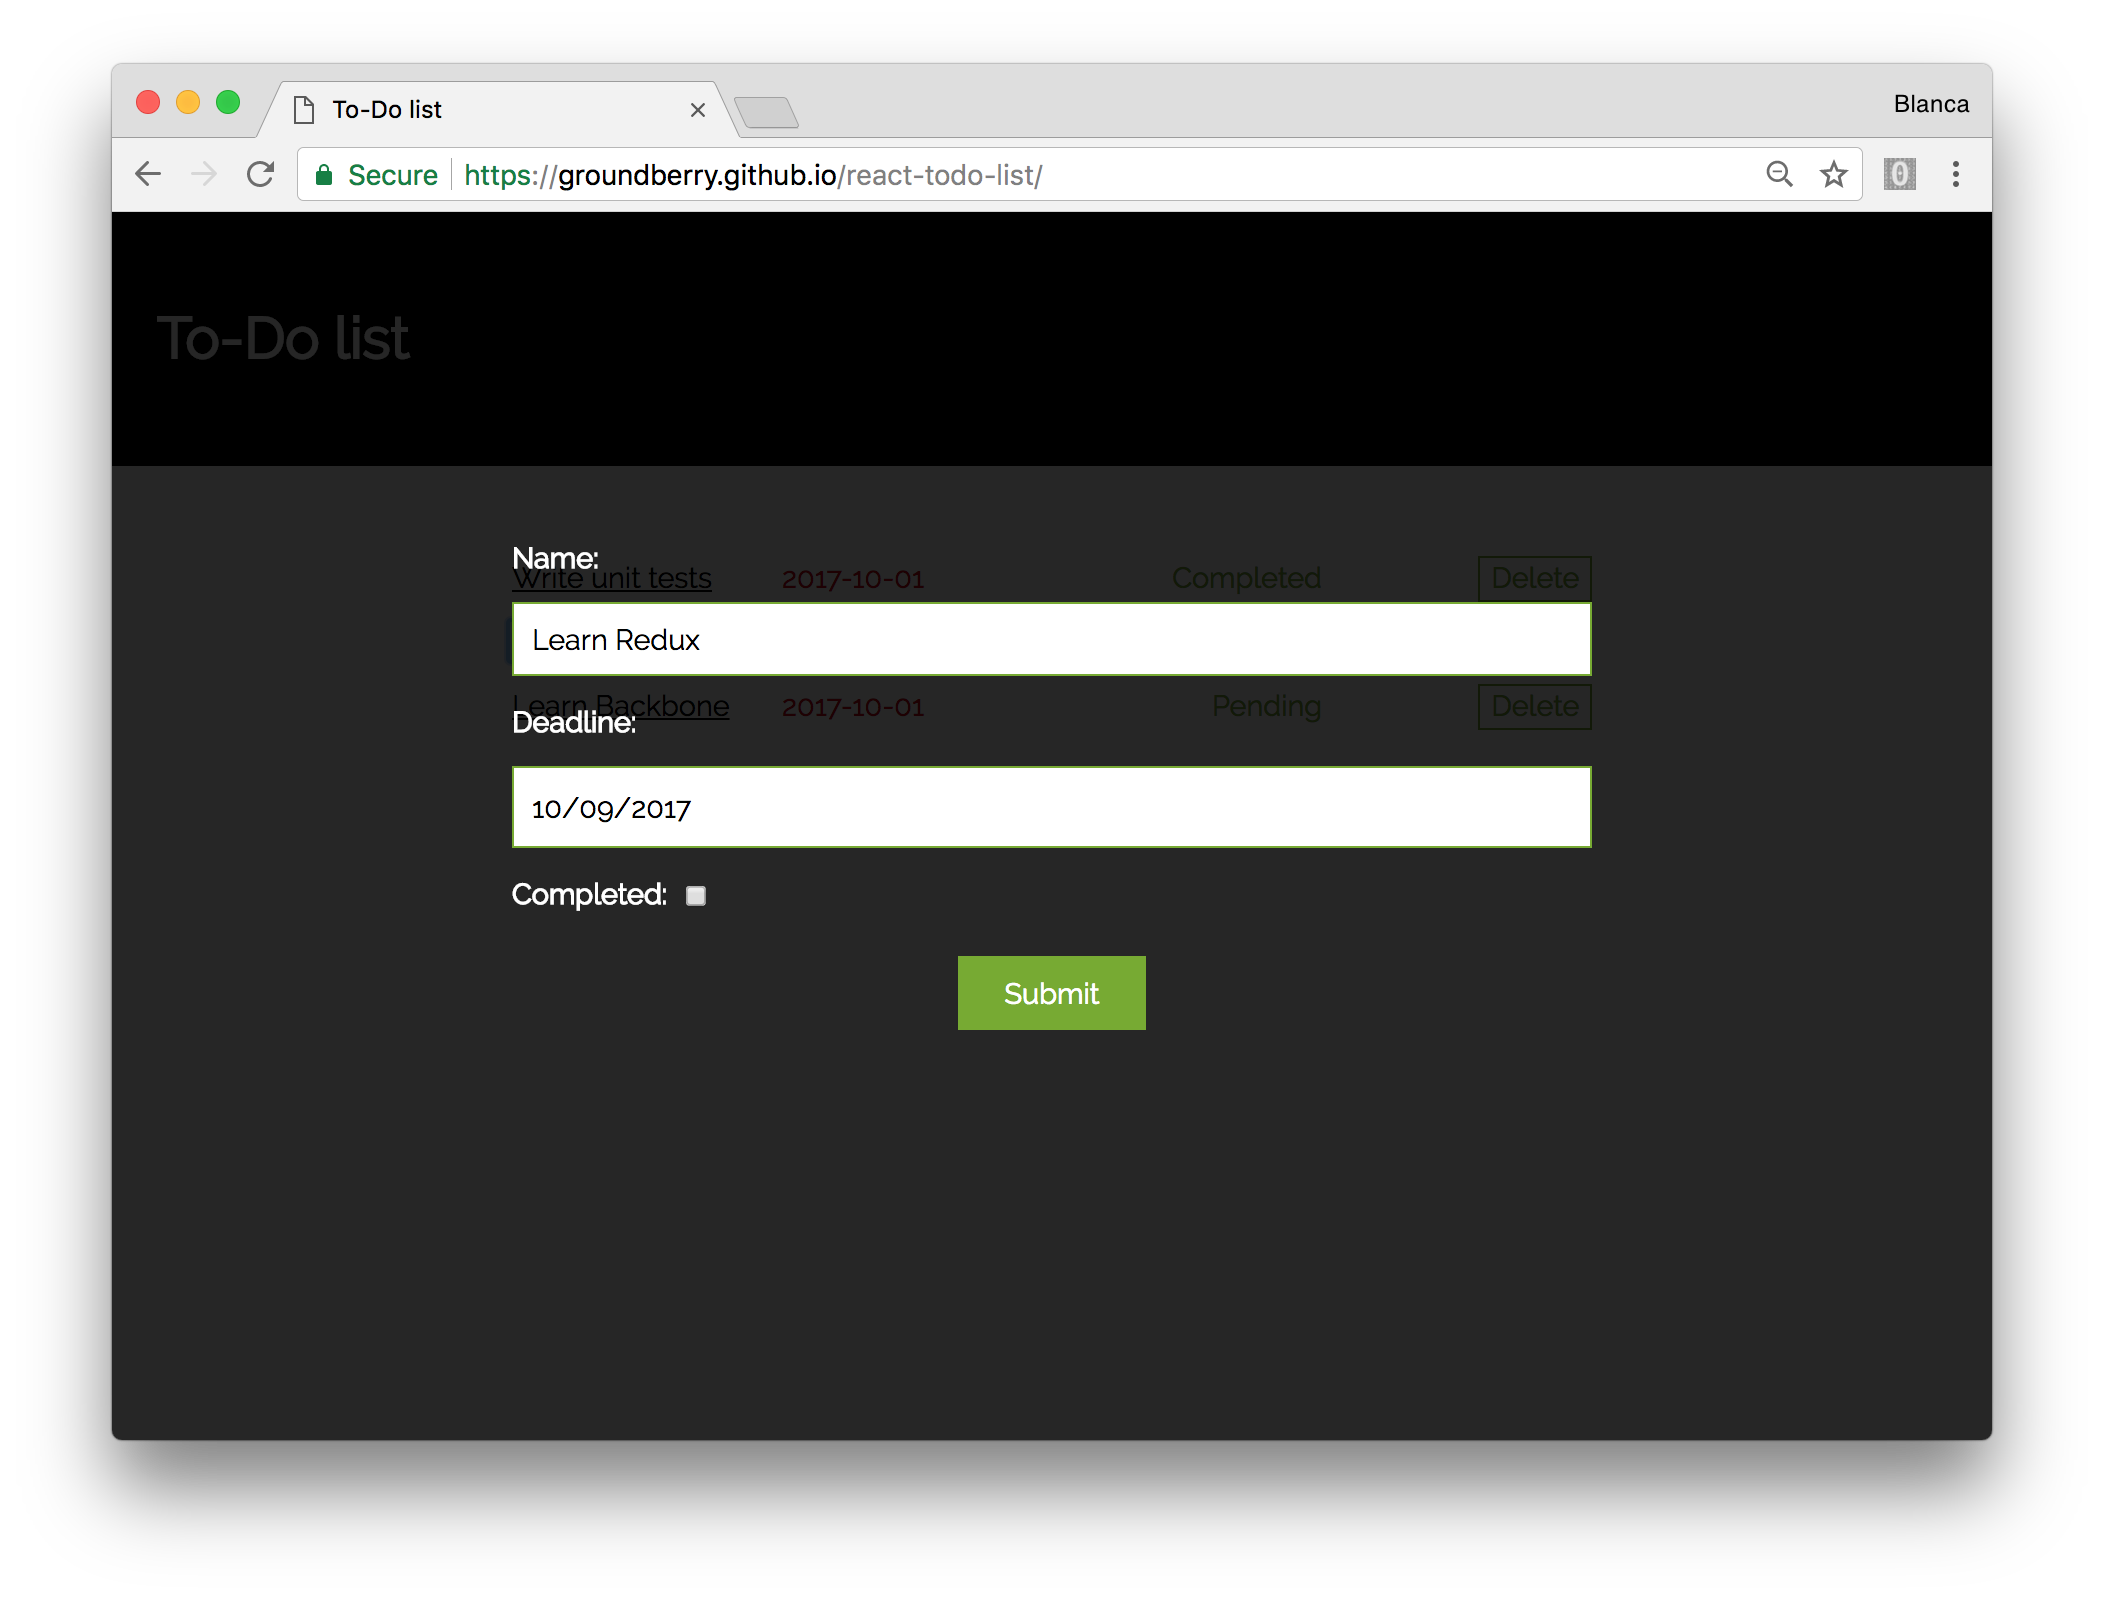 To-Do list
Blanca
Secure https://groundberry.github.io/react-todo-list/
To-Do list
Name:
Write unit tests 2017-10-01 Completed Delete
Learn Redux
Learn Backbone 2017-10-01 Pending Delete
Deadline:
10/09/2017
Completed:
Submit